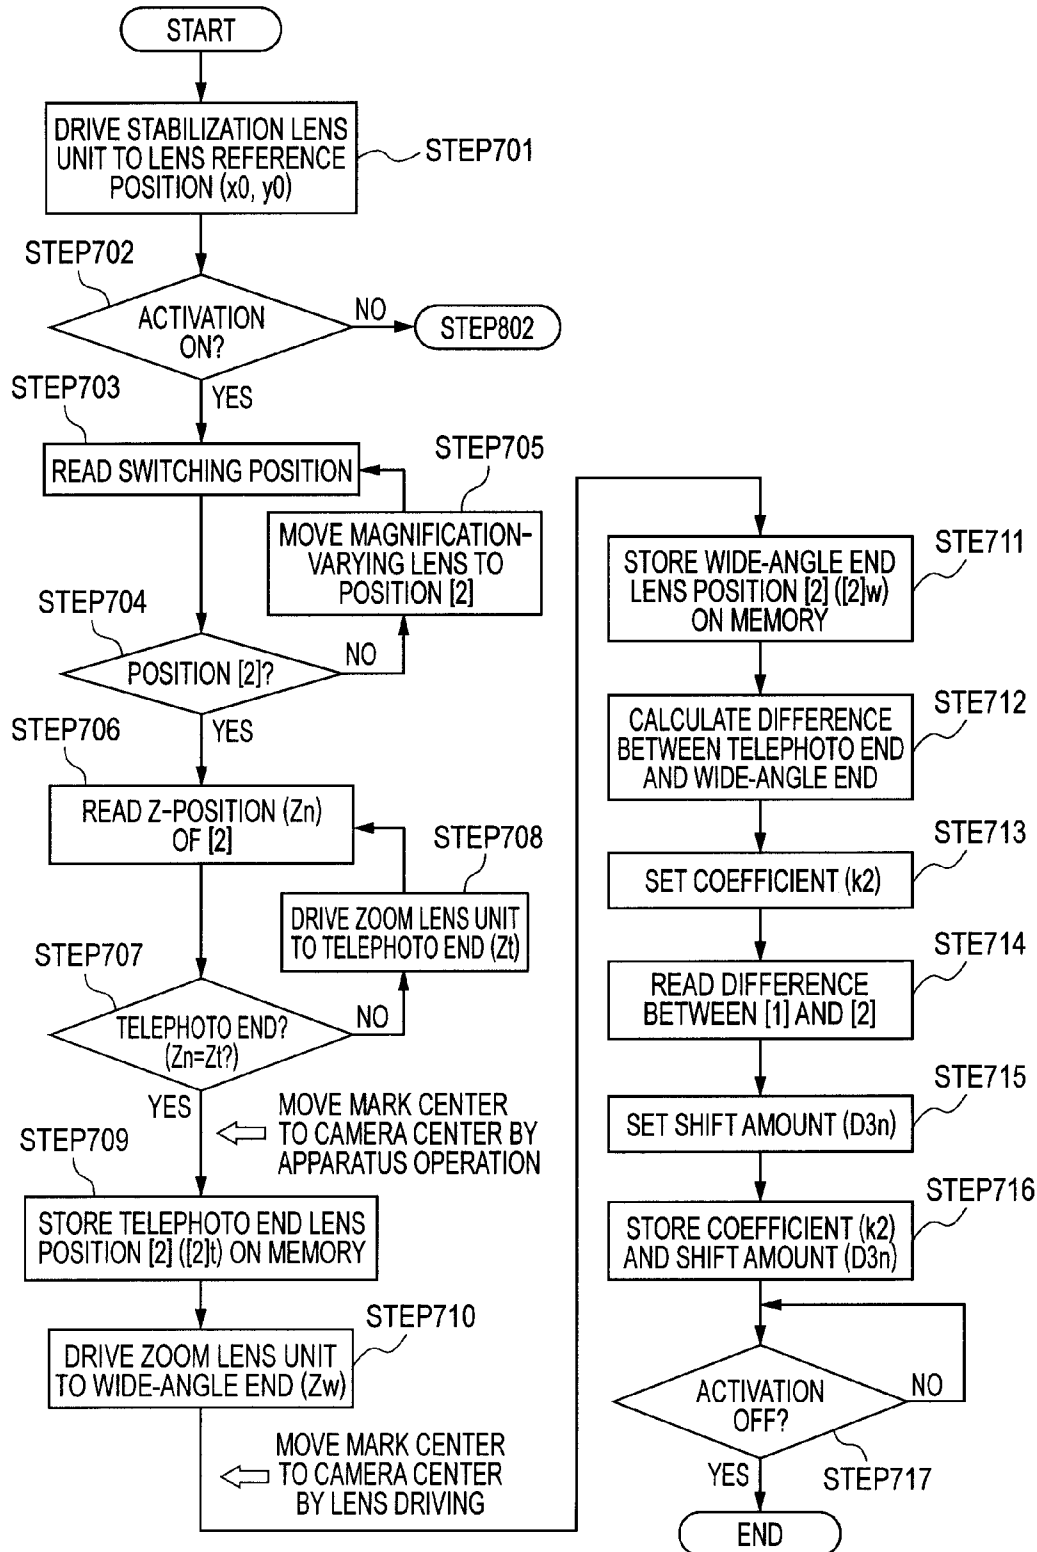 START
DRIVE STABILIZATION LENS
UNIT TO LENS REFERENCE
POSITION (x0, y0)
STEP701
STEP702
ACTIVATION
ON?
NO
STEP802
YES
STEP703
READ SWITCHING POSITION
STEP705
MOVE MAGNIFICATION-
VARYING LENS TO
POSITION [2]
STEP704
POSITION [2]?
NO
YES
STEP706
READ Z-POSITION (Zn)
OF [2]
STEP708
DRIVE ZOOM LENS UNIT
TO TELEPHOTO END (Zt)
STEP707
TELEPHOTO END?
(Zn=Zt?)
NO
YES
MOVE MARK CENTER
TO CAMERA CENTER BY
APPARATUS OPERATION
STEP709
STORE TELEPHOTO END LENS
POSITION [2] ([2]t) ON MEMORY
STEP710
DRIVE ZOOM LENS UNIT
TO WIDE-ANGLE END (Zw)
MOVE MARK CENTER
TO CAMERA CENTER
BY LENS DRIVING
STE711
STORE WIDE-ANGLE END
LENS POSITION [2] ([2]w)
ON MEMORY
STE712
CALCULATE DIFFERENCE
BETWEEN TELEPHOTO END
AND WIDE-ANGLE END
STE713
SET COEFFICIENT (k2)
STE714
READ DIFFERENCE
BETWEEN [1] AND [2]
STE715
SET SHIFT AMOUNT (D3n)
STEP716
STORE COEFFICIENT (k2)
AND SHIFT AMOUNT (D3n)
ACTIVATION
OFF?
NO
YES
STEP717
END